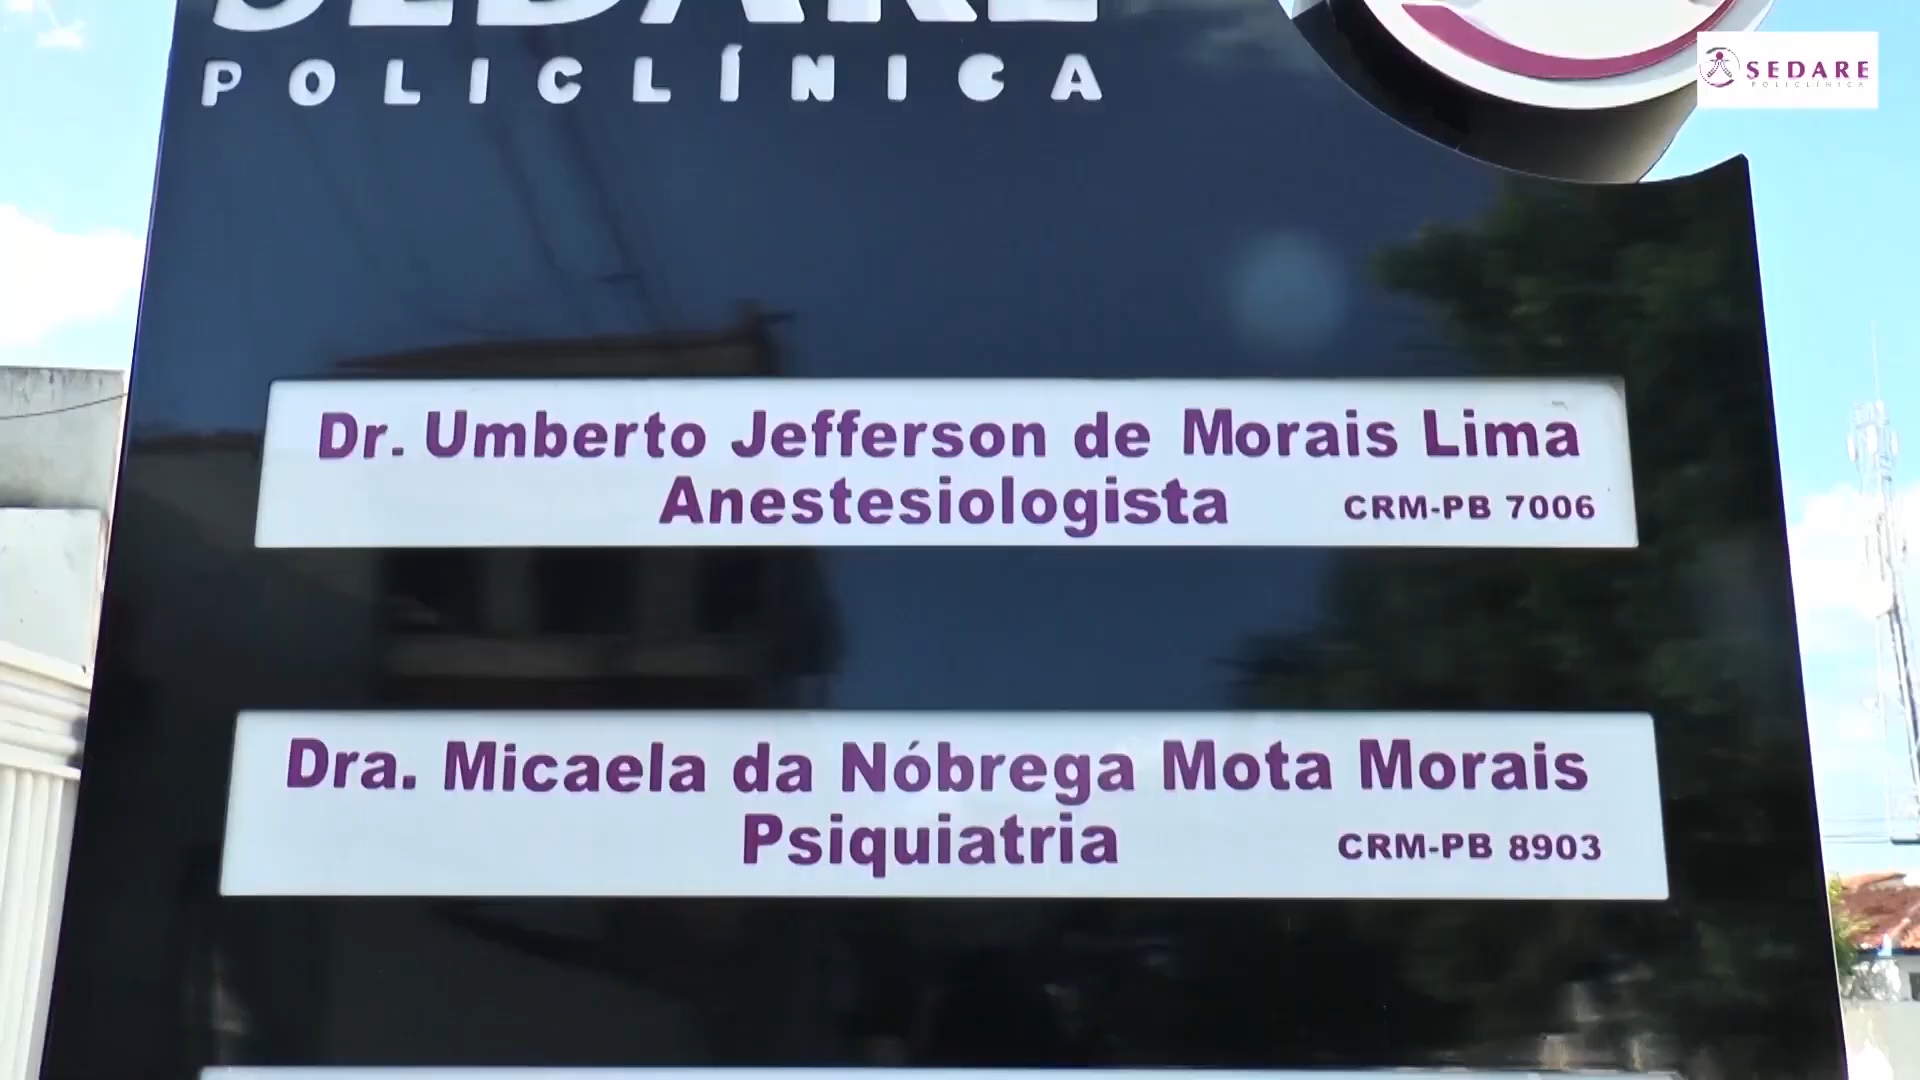 SEDARE
POLICLÍNICA
SEDARE
POLICLÍNICA
Dr. Umberto Jefferson de Morais Lima
Anestesiologista CRM-PB 7006
Dra. Micaela da Nóbrega Mota Morais
Psiquiatria CRM-PB 8903